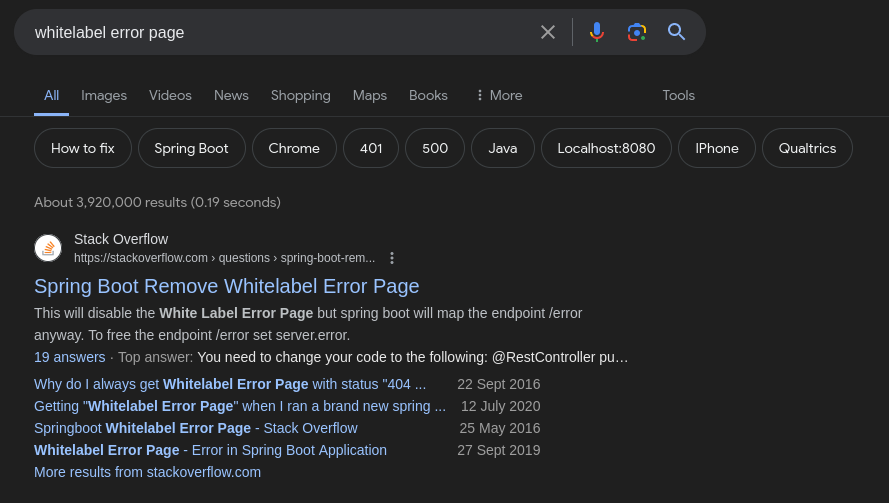 whitelabel error page
All Images Videos News Shopping Maps Books More Tools
How to fix Spring Boot Chrome 401 500 Java Localhost:8080 IPhone Qualtrics
About 3,920,000 results (0.19 seconds)
Stack Overflow
https://stackoverflow.com › questions › spring-boot-rem...
Spring Boot Remove Whitelabel Error Page
This will disable the White Label Error Page but spring boot will map the endpoint /error
anyway. To free the endpoint /error set server.error.
19 answers · Top answer: You need to change your code to the following: @RestController pu…
Why do I always get Whitelabel Error Page with status "404 ... 22 Sept 2016
Getting "Whitelabel Error Page" when I ran a brand new spring ... 12 July 2020
Springboot Whitelabel Error Page - Stack Overflow 25 May 2016
Whitelabel Error Page - Error in Spring Boot Application 27 Sept 2019
More results from stackoverflow.com